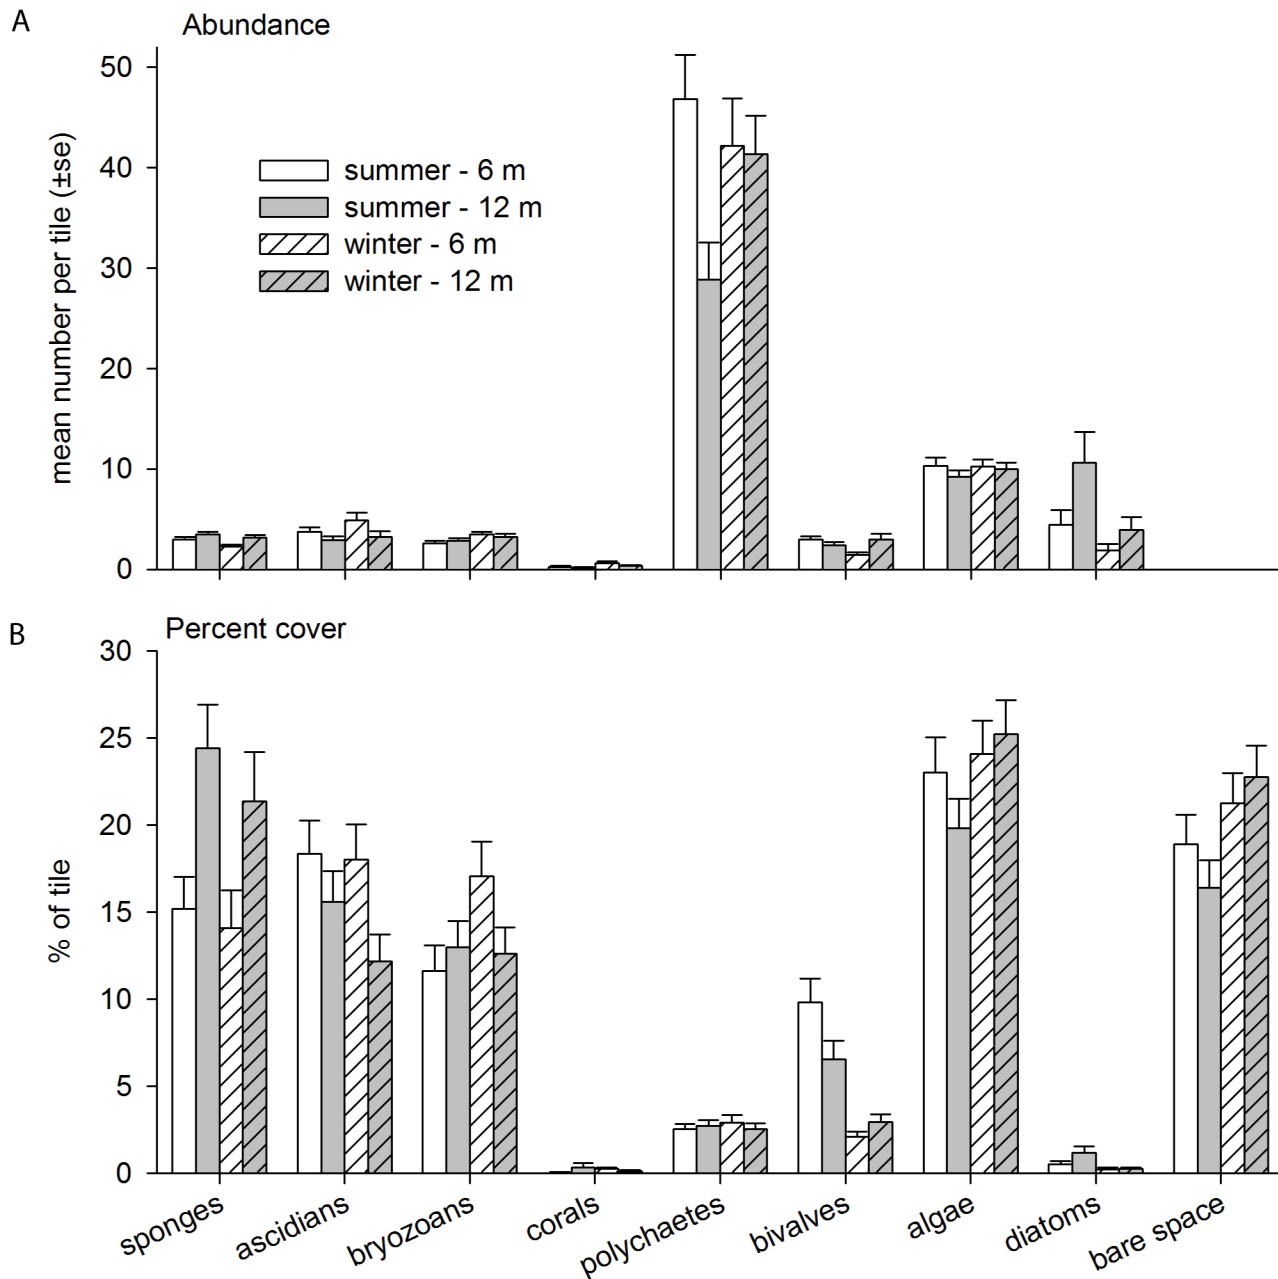 A
Abundance
50
40
30
20
10
0
mean number per tile (±se)
summer - 6 m
summer - 12 m
winter - 6 m
winter - 12 m
B
Percent cover
30
25
20
15
10
5
0
% of tile
sponges
ascidians
bryozoans
corals
polychaetes
bivalves
algae
diatoms
bare space